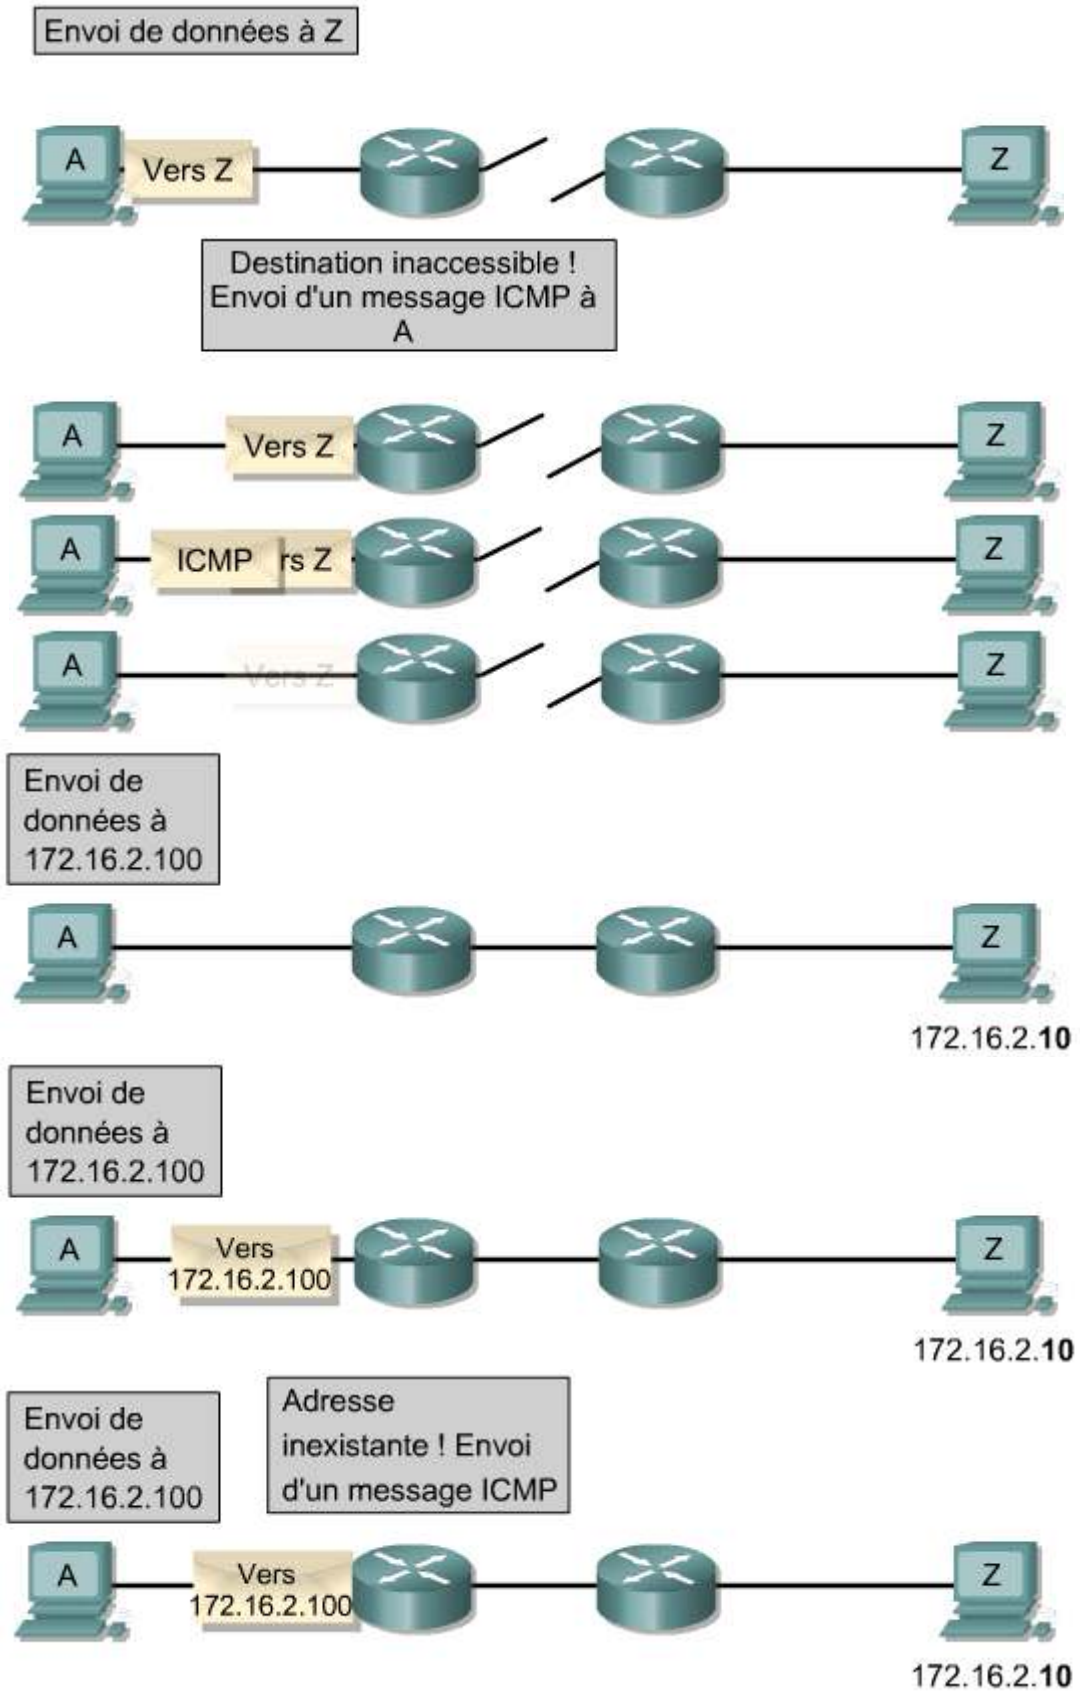 Envoi de données à Z
A
Vers Z
Z
Destination inaccessible !
Envoi d'un message ICMP à
A
A
Vers Z
Z
A
ICMP
rs Z
Z
A
Vers Z
Z
Envoi de
données à
172.16.2.100
A
Z
172.16.2.10
Envoi de
données à
172.16.2.100
A
Vers
172.16.2.100
Z
172.16.2.10
Envoi de
données à
172.16.2.100
Adresse
inexistante ! Envoi
d'un message ICMP
A
Vers
172.16.2.100
Z
172.16.2.10